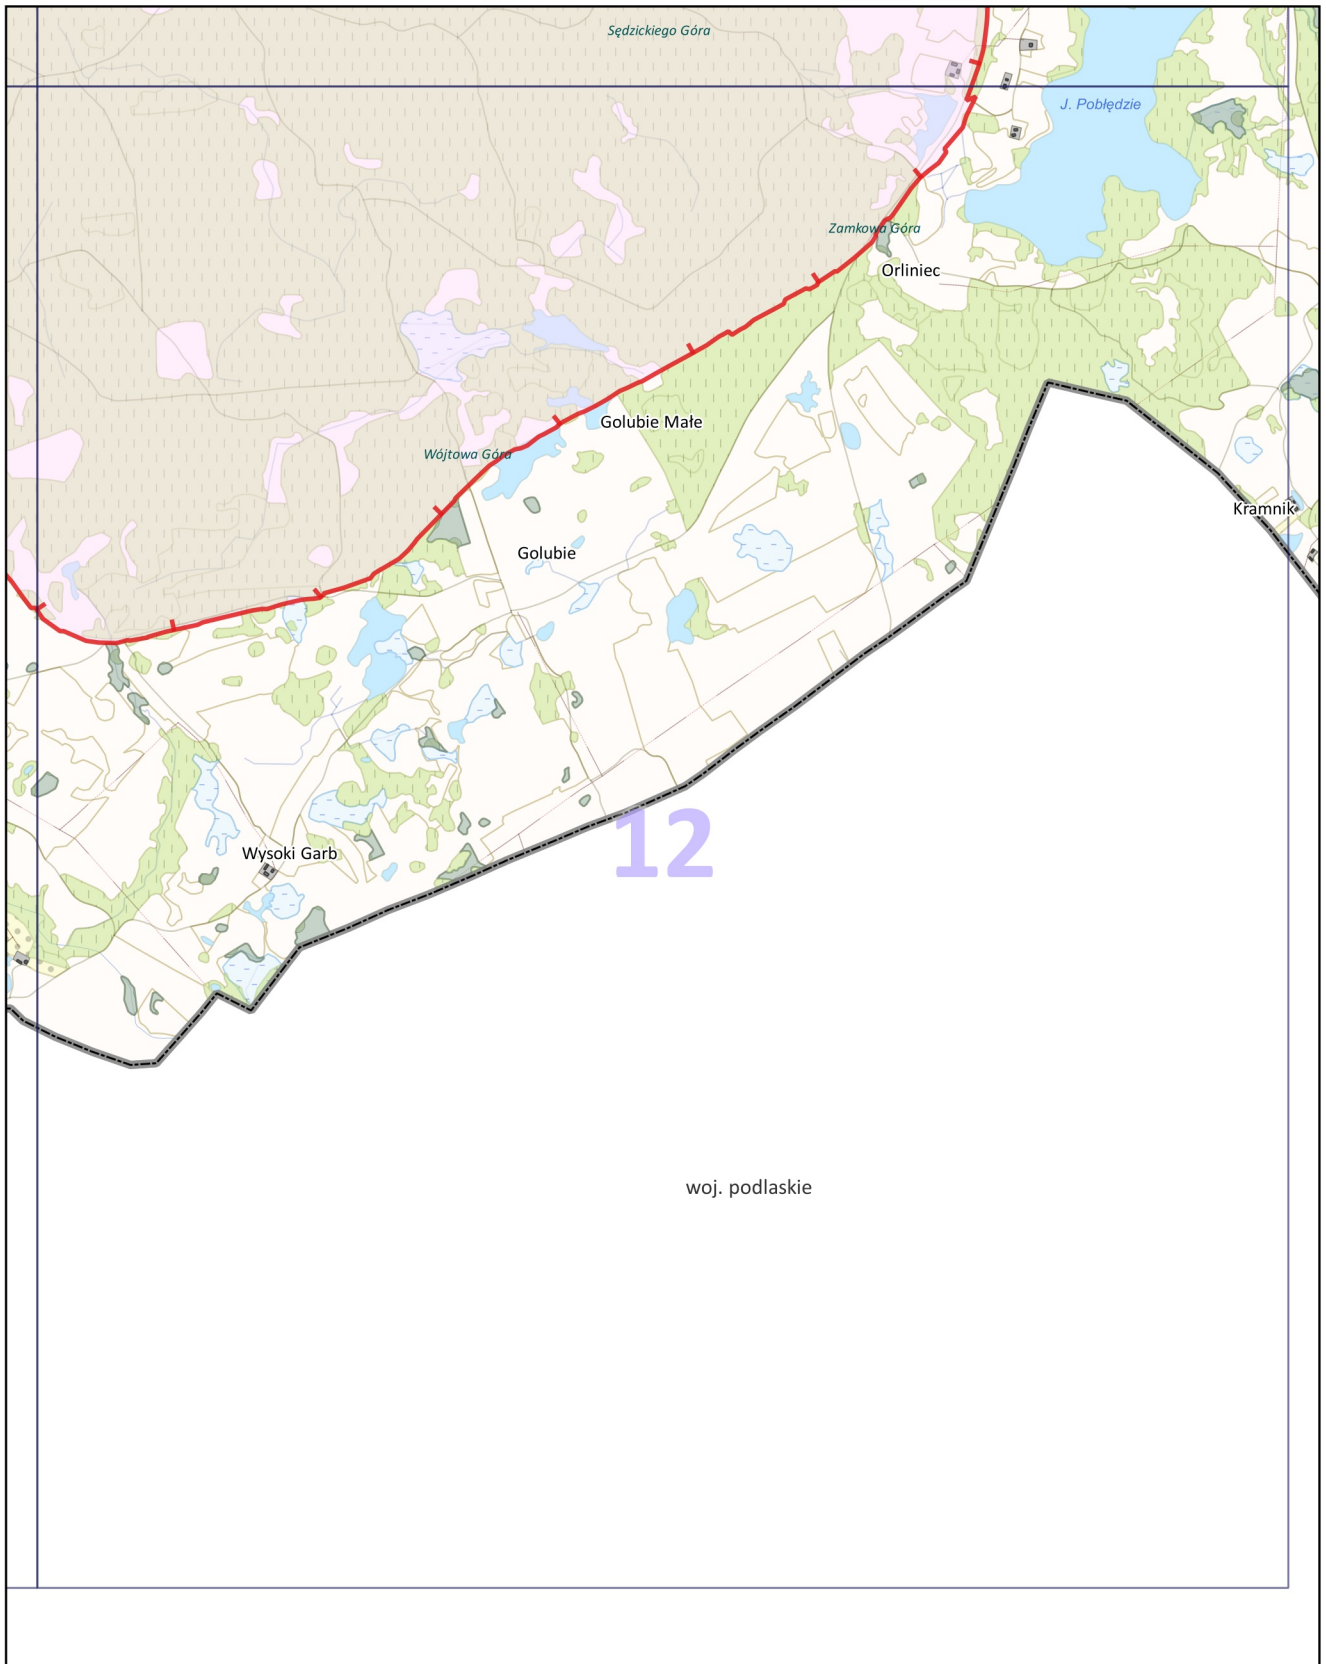 Sędzickiego Góra
J. Pobłędzie
Zamkowa Góra
Orliniec
Golubie Małe
Wójtowa Góra
Kramnik
Golubie
12
Wysoki Garb
woj. podlaskie